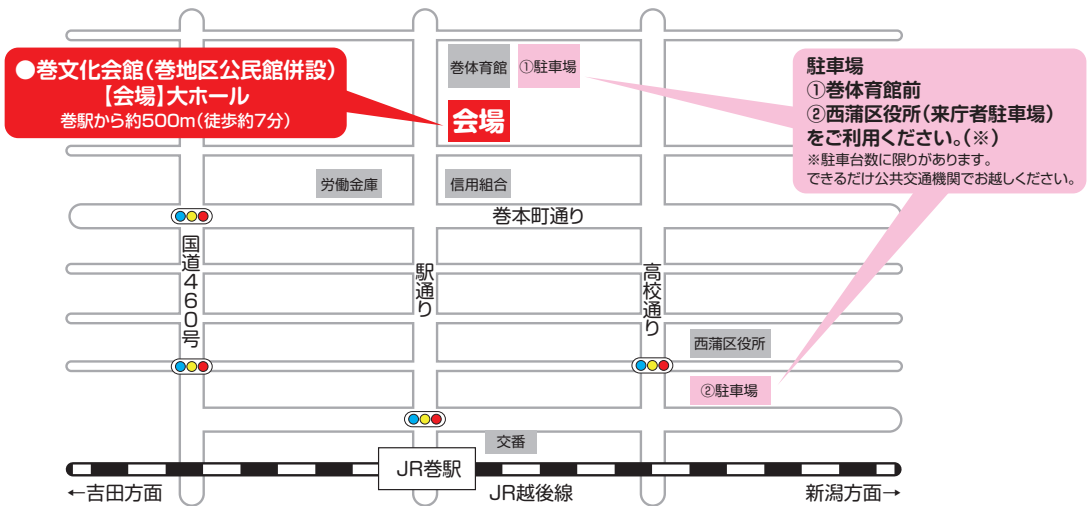 ●巻文化会館(巻地区公民館併設)
【会場】大ホール
巻駅から約500m(徒歩約7分)
巻体育館
①駐車場
会場
駐車場
①巻体育館前
②西蒲区役所(来庁者駐車場)
をご利用ください。(※)
※駐車台数に限りがあります。
できるだけ公共交通機関でお越しください。
労働金庫
信用組合
巻本町通り
国道460号
駅通り
高校通り
西蒲区役所
②駐車場
交番
JR巻駅
←吉田方面
JR越後線
新潟方面→